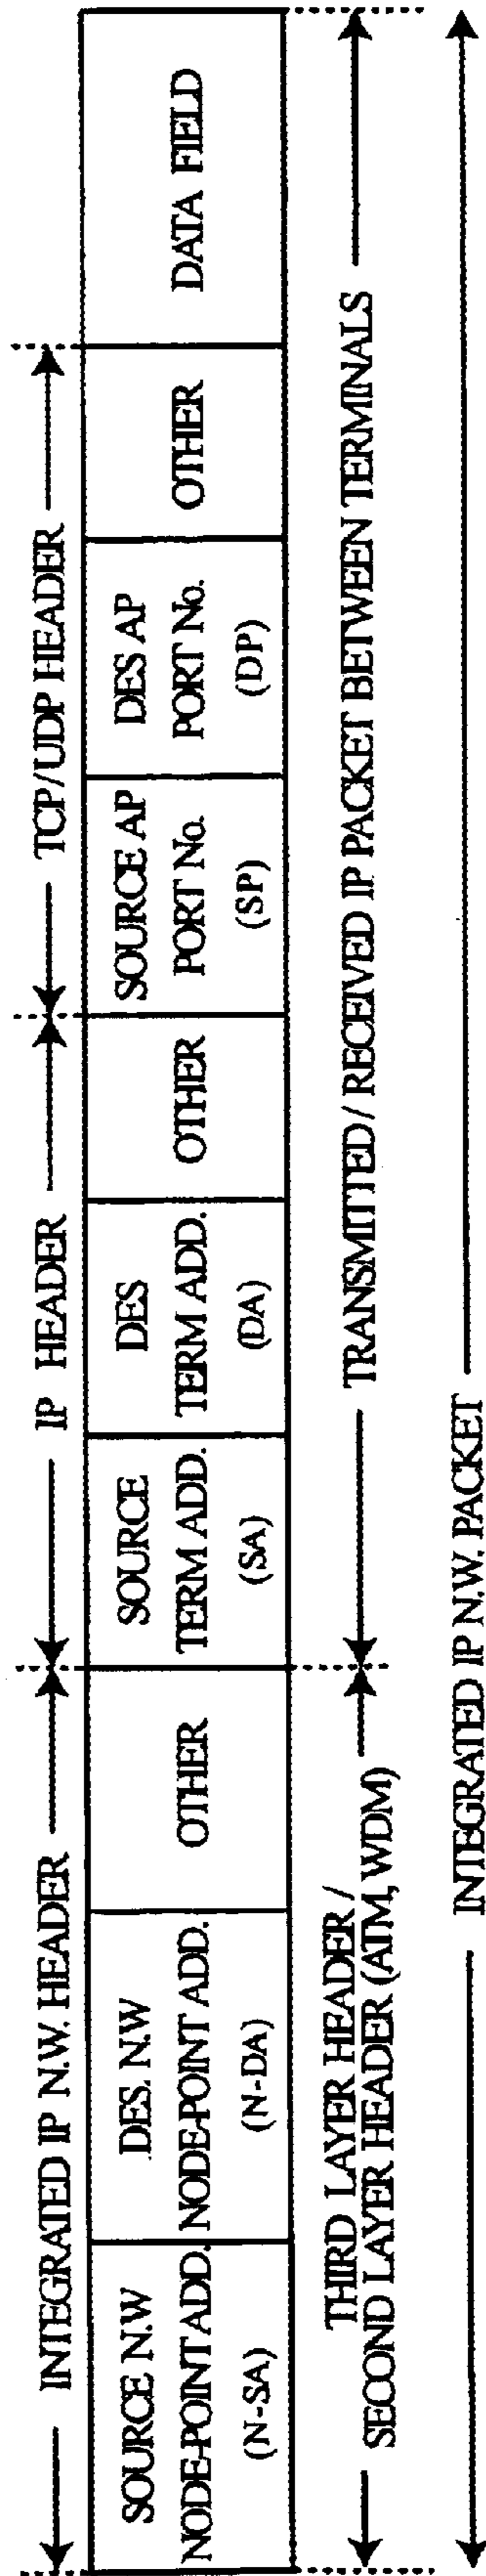 INTEGRATED IP N.W. HEADER
IP HEADER
TCP/UDP HEADER
SOURCE N.W
NODE-POINT ADD.
(N-SA)
DES. N.W
NODE-POINT ADD.
(N-DA)
OTHER
SOURCE
TERM ADD.
(SA)
DES
TERM ADD.
(DA)
OTHER
SOURCE AP
PORT No.
(SP)
DES AP
PORT No.
(DP)
OTHER
DATA FIELD
THIRD LAYER HEADER /
SECOND LAYER HEADER (ATM, WDM)
TRANSMITTED/ RECEIVED IP PACKET BETWEEN TERMINALS
INTEGRATED IP N.W. PACKET